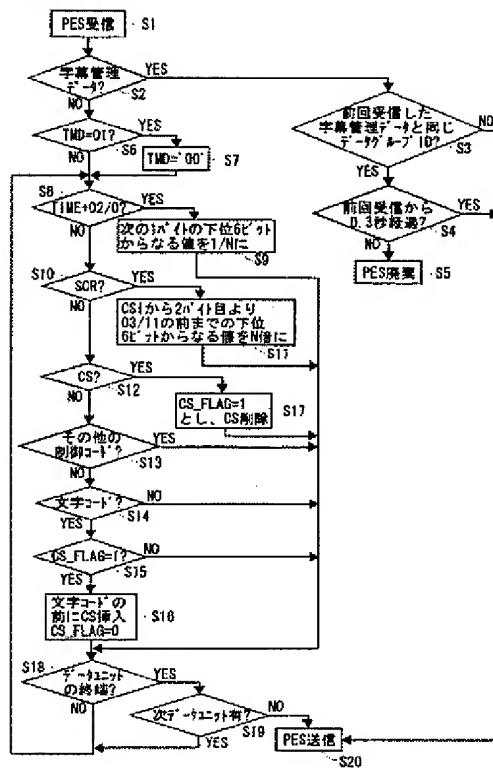 PES受信
S1
字幕管理
データ?
YES
NO
S2
TMD=01?
YES
NO
S6
TMD='00'
S7
前回受信した
字幕管理データと同じ
データグループID?
NO
YES
S3
前回受信から
0.3秒経過?
YES
NO
S4
PES廃棄
S5
S8
TIME+02/0?
YES
NO
次の1バイトの下位6ビット
からなる値を1/Nに
S9
S10
SCR?
YES
NO
CSIから2バイト目より
03/11の前までの下位
6ビットからなる値をN倍に
S11
CS?
YES
NO
S12
CS_FLAG=1
とし、CS削除
S17
その他の
制御コード?
YES
NO
S13
文字コード?
NO
YES
S14
CS_FLAG=1?
NO
YES
S15
文字コードの
前にCS挿入
CS_FLAG=0
S16
S18
データユニット
の終端?
YES
NO
次データユニット有?
NO
YES
S19
PES送信
S20